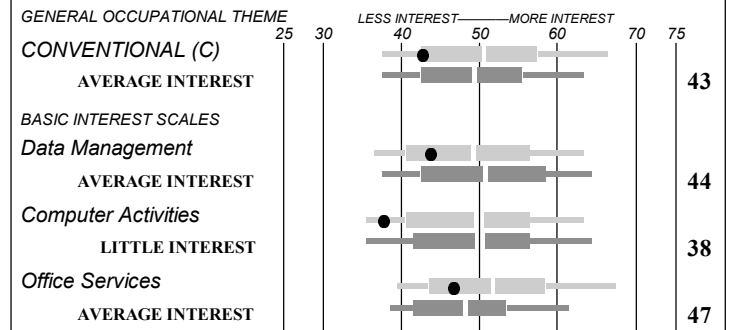 GENERAL OCCUPATIONAL THEME LESS INTEREST———MORE INTEREST
25 30 40 50 60 70 75
CONVENTIONAL (C)
AVERAGE INTEREST 43
BASIC INTEREST SCALES
Data Management
AVERAGE INTEREST 44
Computer Activities
LITTLE INTEREST 38
Office Services
AVERAGE INTEREST 47